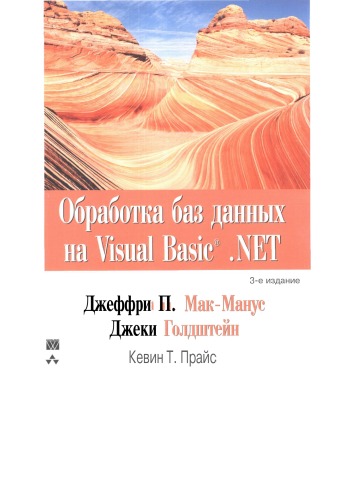 Обработка баз данных
на Visual Basic® .NET
3-е издание
Джеффри П. Мак-Манус
Джеки Голдштейн
Кевин Т. Прайс